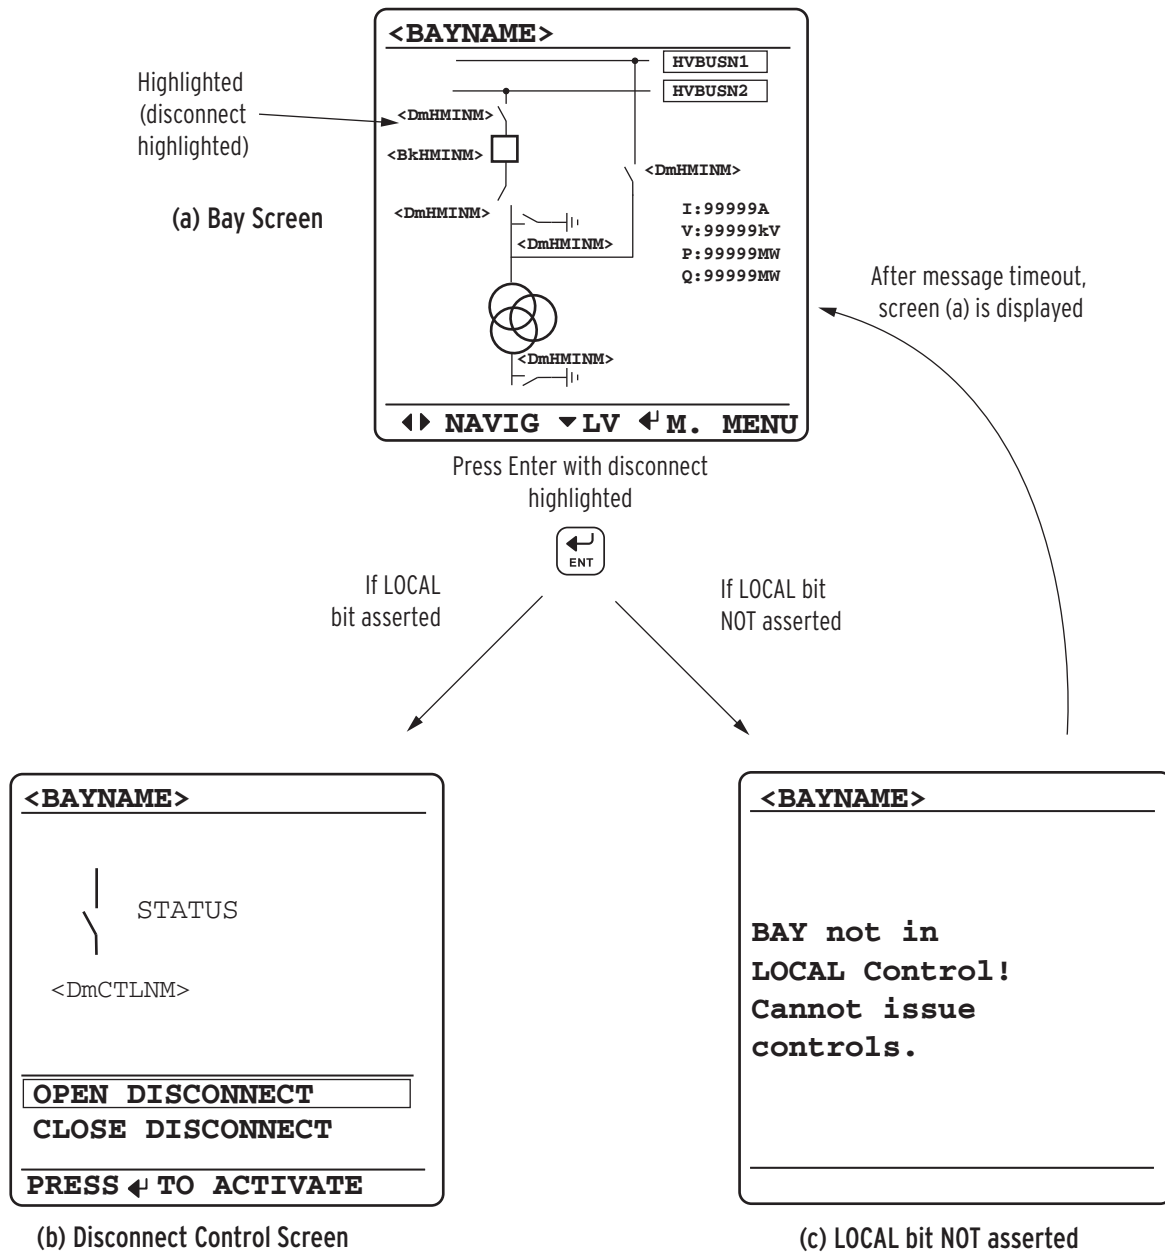 <BAYNAME>
HVBUSN1
HVBUSN2
Highlighted
(disconnect
highlighted)
<DmHMINM>
<BkHMINM>
<DmHMINM>
(a) Bay Screen
<DmHMINM>
<DmHMINM>
I:99999A
V:99999kV
P:99999MW
Q:99999MW
<DmHMINM>
NAVIG LV M. MENU
After message timeout,
screen (a) is displayed
Press Enter with disconnect
highlighted
ENT
If LOCAL
bit asserted
If LOCAL bit
NOT asserted
<BAYNAME>
STATUS
<DmCTLNM>
OPEN DISCONNECT
CLOSE DISCONNECT
PRESS TO ACTIVATE
(b) Disconnect Control Screen
<BAYNAME>
BAY not in
LOCAL Control!
Cannot issue
controls.
(c) LOCAL bit NOT asserted